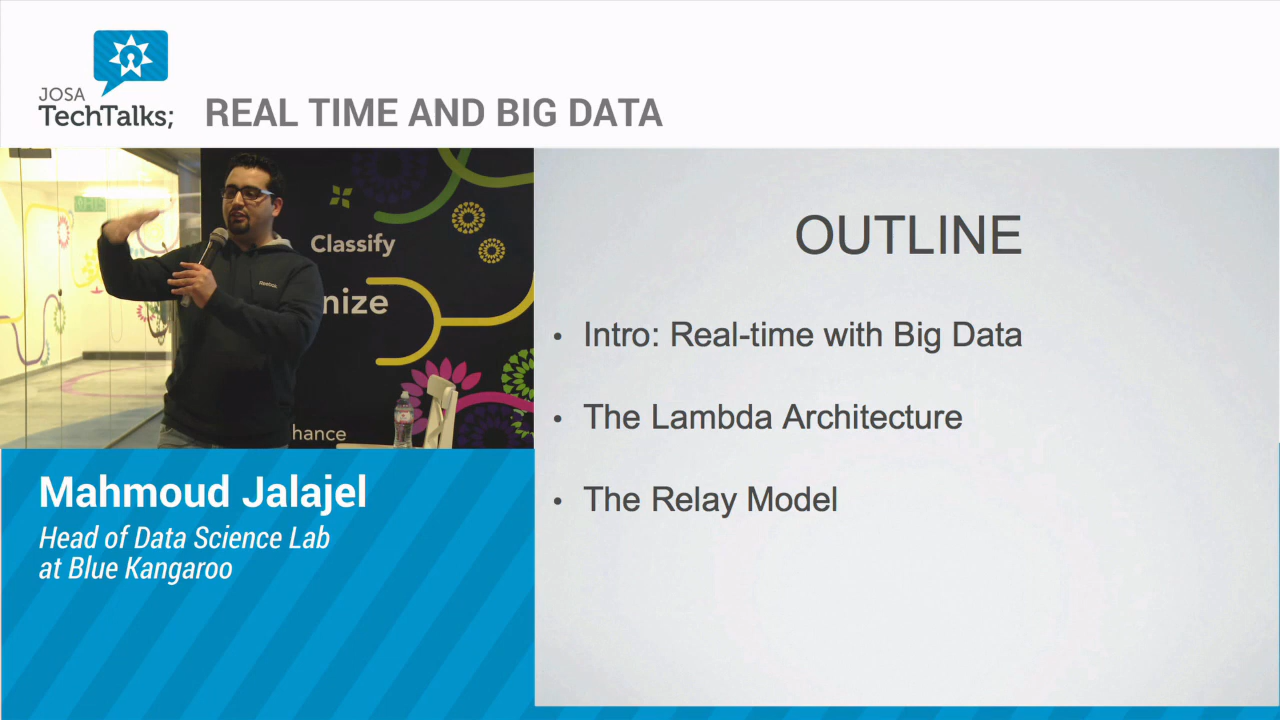 JOSA
TechTalks;
REAL TIME AND BIG DATA
Classify
nize
hance
Reebok
Mahmoud Jalajel
Head of Data Science Lab
at Blue Kangaroo
OUTLINE
• Intro: Real-time with Big Data
• The Lambda Architecture
• The Relay Model